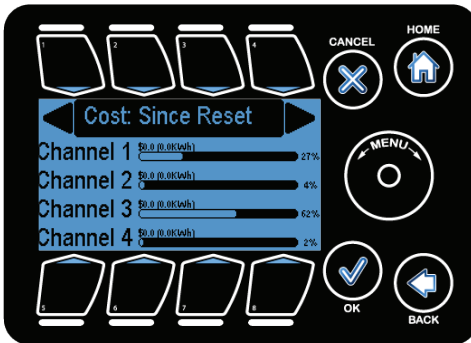 HOME
CANCEL
1 2 3 4
Cost: Since Reset
MENU
Channel 1 $0.0 (0.0KWh) 27%
Channel 2 $0.0 (0.0KWh) 4%
Channel 3 $0.0 (0.0KWh) 62%
Channel 4 $0.0 (0.0KWh) 2%
5 6 7 8
OK
BACK